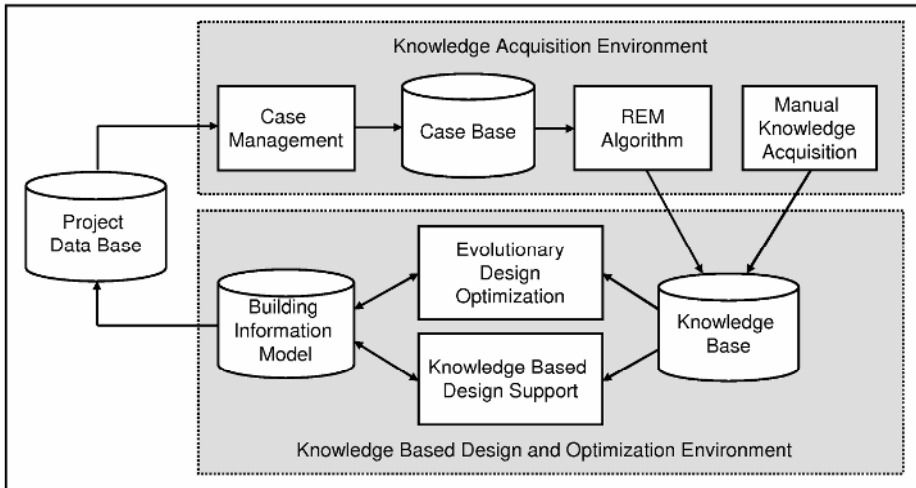 Knowledge Acquisition Environment
Case
Management
Case Base
REM
Algorithm
Manual
Knowledge
Acquisition
Project
Data Base
Evolutionary
Design
Optimization
Building
Information
Model
Knowledge
Base
Knowledge Based
Design Support
Knowledge Based Design and Optimization Environment